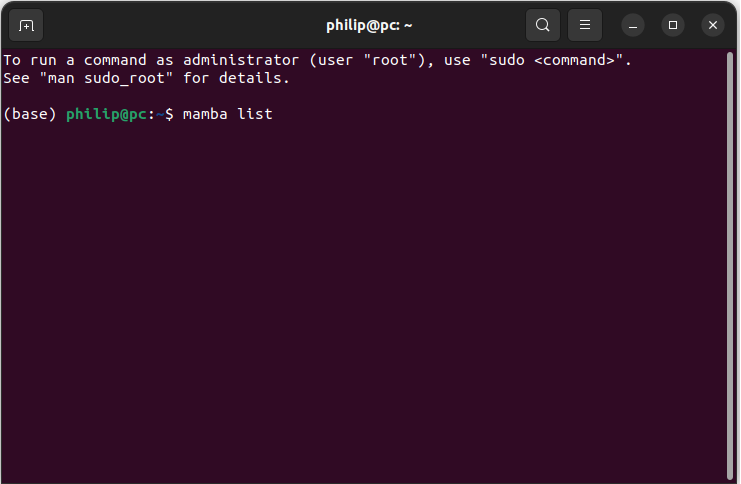 philip@pc: ~
To run a command as administrator (user "root"), use "sudo <command>".
See "man sudo_root" for details.
(base) philip@pc:~$ mamba list